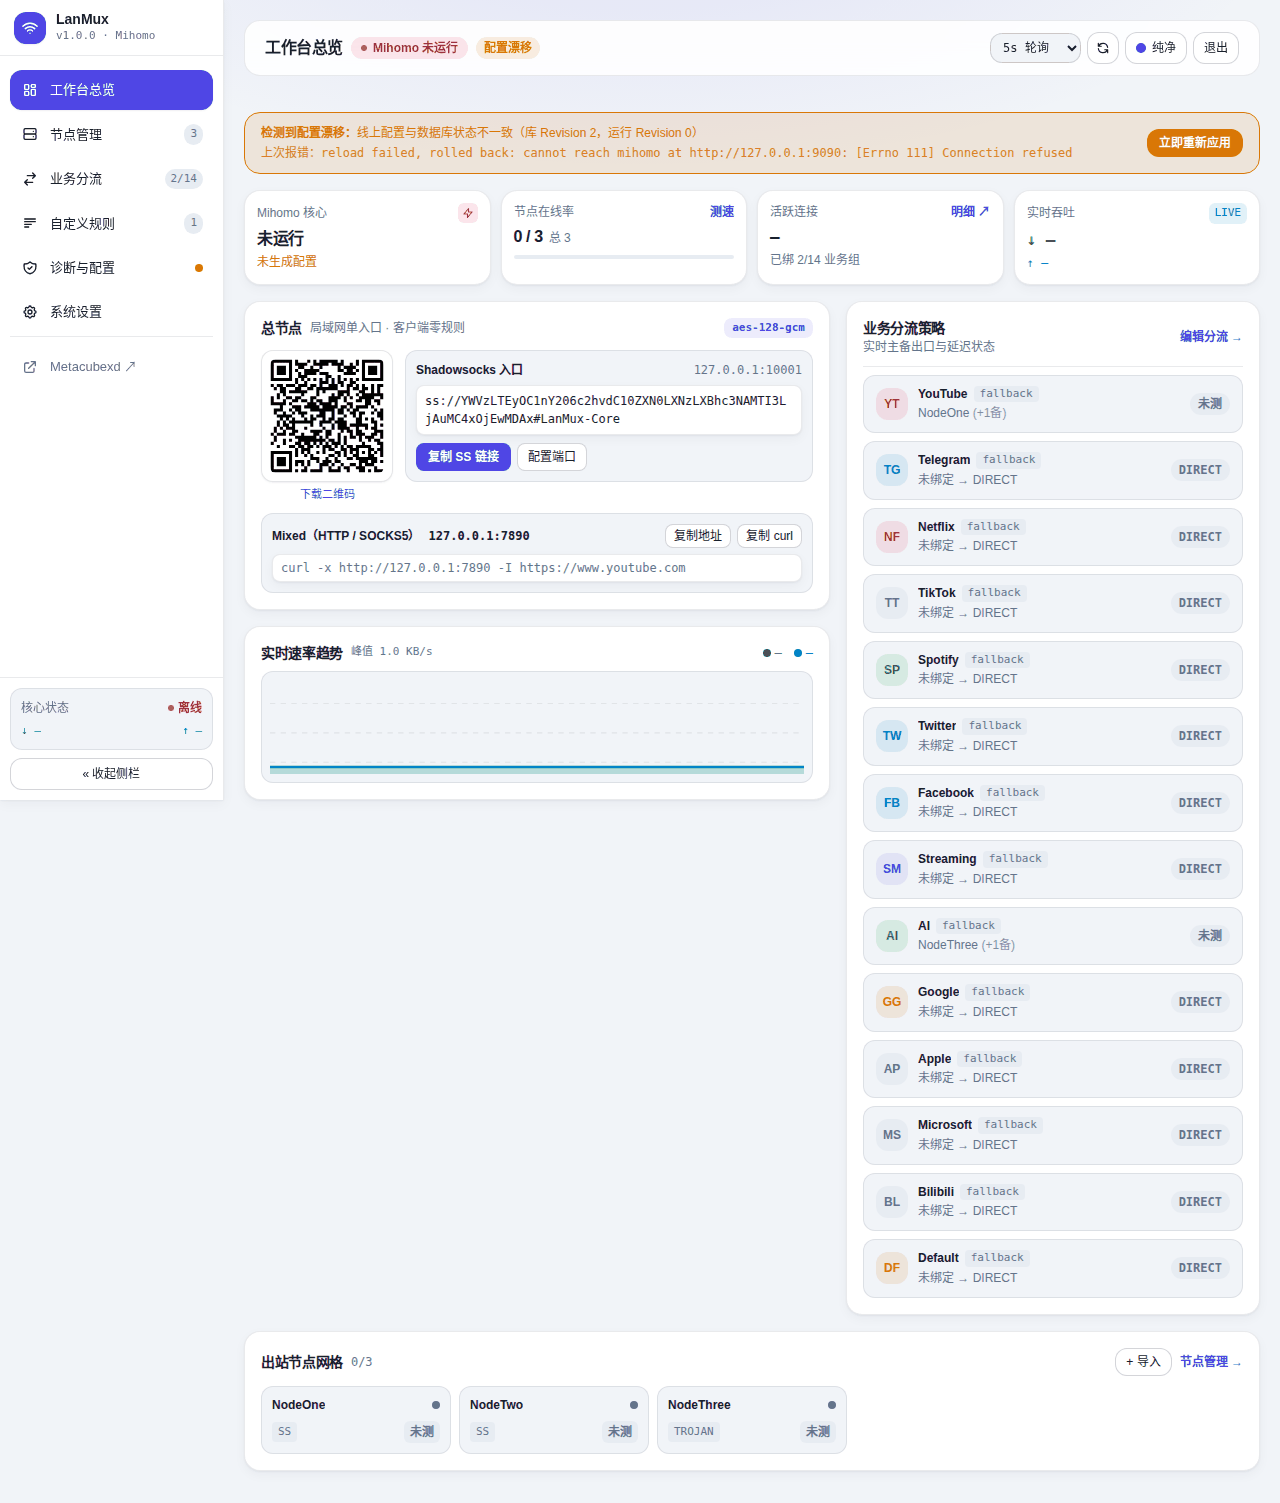 LanMux
v1.0.0 · Mihomo
工作台总览
节点管理 3
业务分流 2/14
自定义规则 1
诊断与配置
系统设置
Metacubexd ↗
核心状态 离线
↓ — ↑ —
« 收起侧栏
工作台总览 Mihomo 未运行 配置漂移
5s 轮询 纯净 退出
检测到配置漂移：线上配置与数据库状态不一致（库 Revision 2，运行 Revision 0）
上次报错：reload failed, rolled back: cannot reach mihomo at http://127.0.0.1:9090: [Errno 111] Connection refused
立即重新应用
Mihomo 核心
未运行
未生成配置
节点在线率 测速
0 / 3 总 3
活跃连接 明细 ↗
—
已绑 2/14 业务组
实时吞吐 LIVE
↓ —
↑ —
总节点 局域网单入口 · 客户端零规则 aes-128-gcm
下载二维码
Shadowsocks 入口 127.0.0.1:10001
ss://YWVzLTEyOC1nY206c2hvdC10ZXN0LXNzLXBhc3NAMTI3L
jAuMC4xOjEwMDAx#LanMux-Core
复制 SS 链接 配置端口
Mixed（HTTP / SOCKS5） 127.0.0.1:7890 复制地址 复制 curl
curl -x http://127.0.0.1:7890 -I https://www.youtube.com
实时速率趋势 峰值 1.0 KB/s — —
业务分流策略
实时主备出口与延迟状态
编辑分流 →
YT YouTube fallback
NodeOne (+1备)
未测
TG Telegram fallback
未绑定 → DIRECT
DIRECT
NF Netflix fallback
未绑定 → DIRECT
DIRECT
TT TikTok fallback
未绑定 → DIRECT
DIRECT
SP Spotify fallback
未绑定 → DIRECT
DIRECT
TW Twitter fallback
未绑定 → DIRECT
DIRECT
FB Facebook fallback
未绑定 → DIRECT
DIRECT
SM Streaming fallback
未绑定 → DIRECT
DIRECT
AI AI fallback
NodeThree (+1备)
未测
GG Google fallback
未绑定 → DIRECT
DIRECT
AP Apple fallback
未绑定 → DIRECT
DIRECT
MS Microsoft fallback
未绑定 → DIRECT
DIRECT
BL Bilibili fallback
未绑定 → DIRECT
DIRECT
DF Default fallback
未绑定 → DIRECT
DIRECT
出站节点网格 0/3 + 导入 节点管理 →
NodeOne
SS 未测
NodeTwo
SS 未测
NodeThree
TROJAN 未测